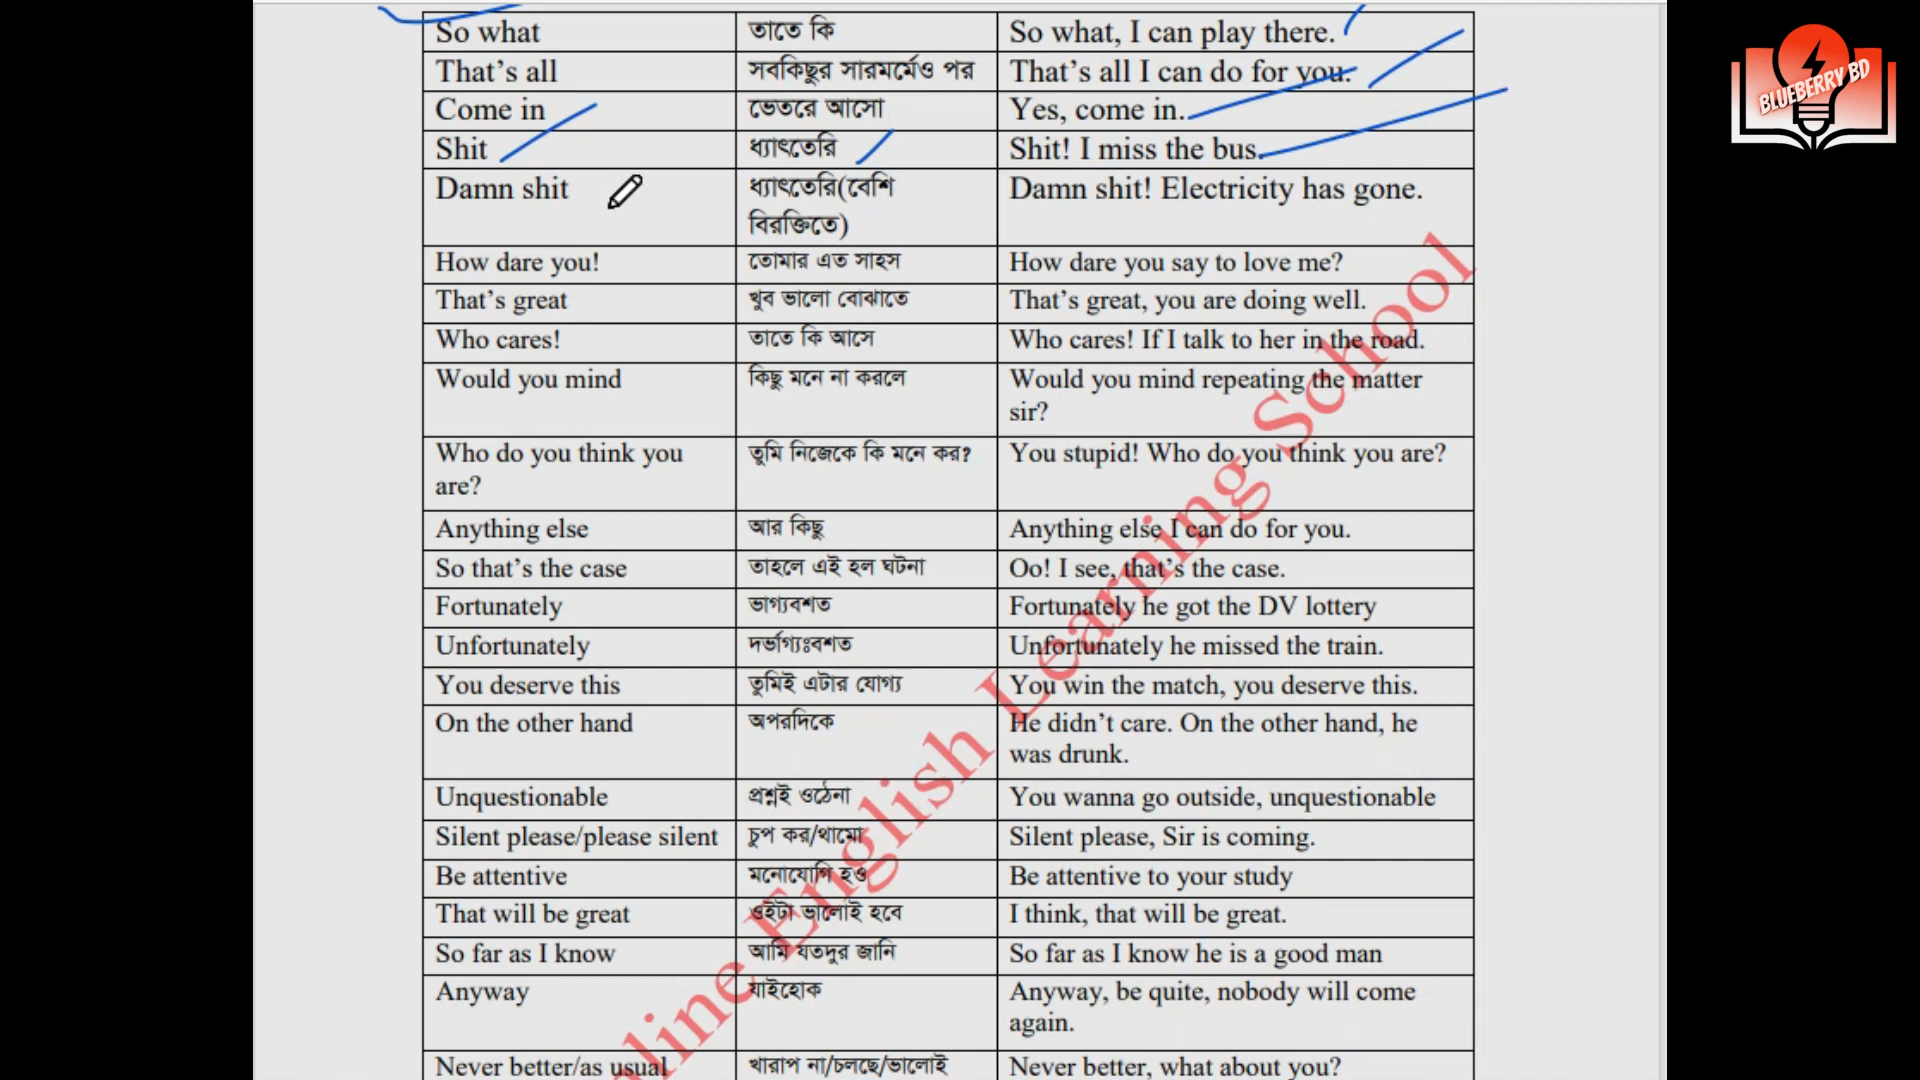 So what তাতে কি So what, I can play there.
That's all সবকিছুর সারমর্মেও পর That's all I can do for you.
Come in ভেতরে আসো Yes, come in.
Shit ধ্যাৎতেরি Shit! I miss the bus.
Damn shit ধ্যাৎতেরি(বেশি Damn shit! Electricity has gone.
বিরক্তিতে)
How dare you! তোমার এত সাহস How dare you say to love me?
That's great খুব ভালো বোঝাতে That's great, you are doing well.
Who cares! তাতে কি আসে Who cares! If I talk to her in the road.
Would you mind কিছু মনে না করলে Would you mind repeating the matter
sir?
Who do you think you তুমি নিজেকে কি মনে কর? You stupid! Who do you think you are?
are?
Anything else আর কিছু Anything else I can do for you.
So that's the case তাহলে এই হল ঘটনা Oo! I see, that's the case.
Fortunately ভাগ্যবশত Fortunately he got the DV lottery
Unfortunately দর্ভাগ্যঃবশত Unfortunately he missed the train.
You deserve this তুমিই এটার যোগ্য You win the match, you deserve this.
On the other hand অপরদিকে He didn't care. On the other hand, he
was drunk.
Unquestionable প্রশ্নই ওঠেনা You wanna go outside, unquestionable
Silent please/please silent চুপ কর/থামো Silent please, Sir is coming.
Be attentive মনোযোগি হও Be attentive to your study
That will be great ওইটা ভালোই হবে I think, that will be great.
So far as I know আমি যতদুর জানি So far as I know he is a good man
Anyway যাইহোক Anyway, be quite, nobody will come
again.
Never better/as usual খারাপ না/চলছে/ভালোই Never better, what about you?
nline English Learning School
BLUEBERRY BD